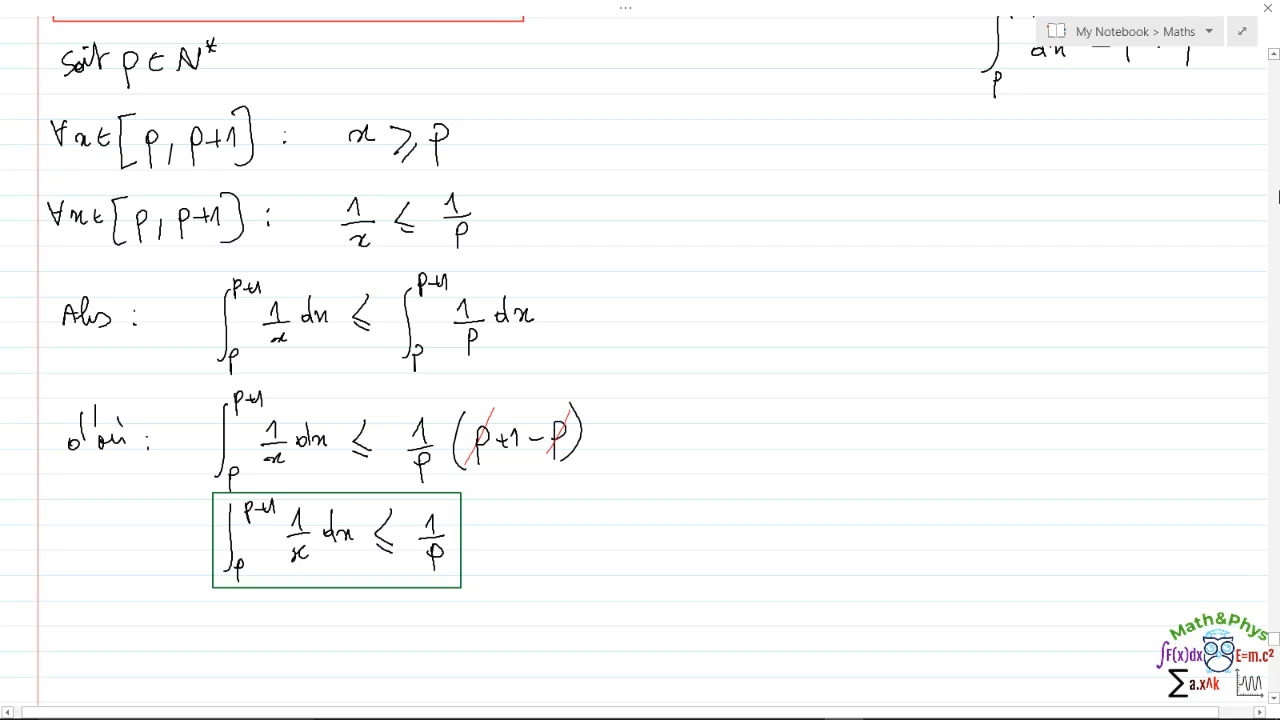 My Notebook > Maths
Soit p ∈ N*
∀x∈[p, p+1] : x ≥ p
∀x∈[p, p+1] : 1/x ≤ 1/p
Alors : ∫_p^{p+1} 1/x dx ≤ ∫_p^{p+1} 1/p dx
d'où : ∫_p^{p+1} 1/x dx ≤ 1/p (p+1-p)
∫_p^{p+1} 1/x dx ≤ 1/p
Math&Phys
∫F(x)dx E=m.c²
∑a.x^k